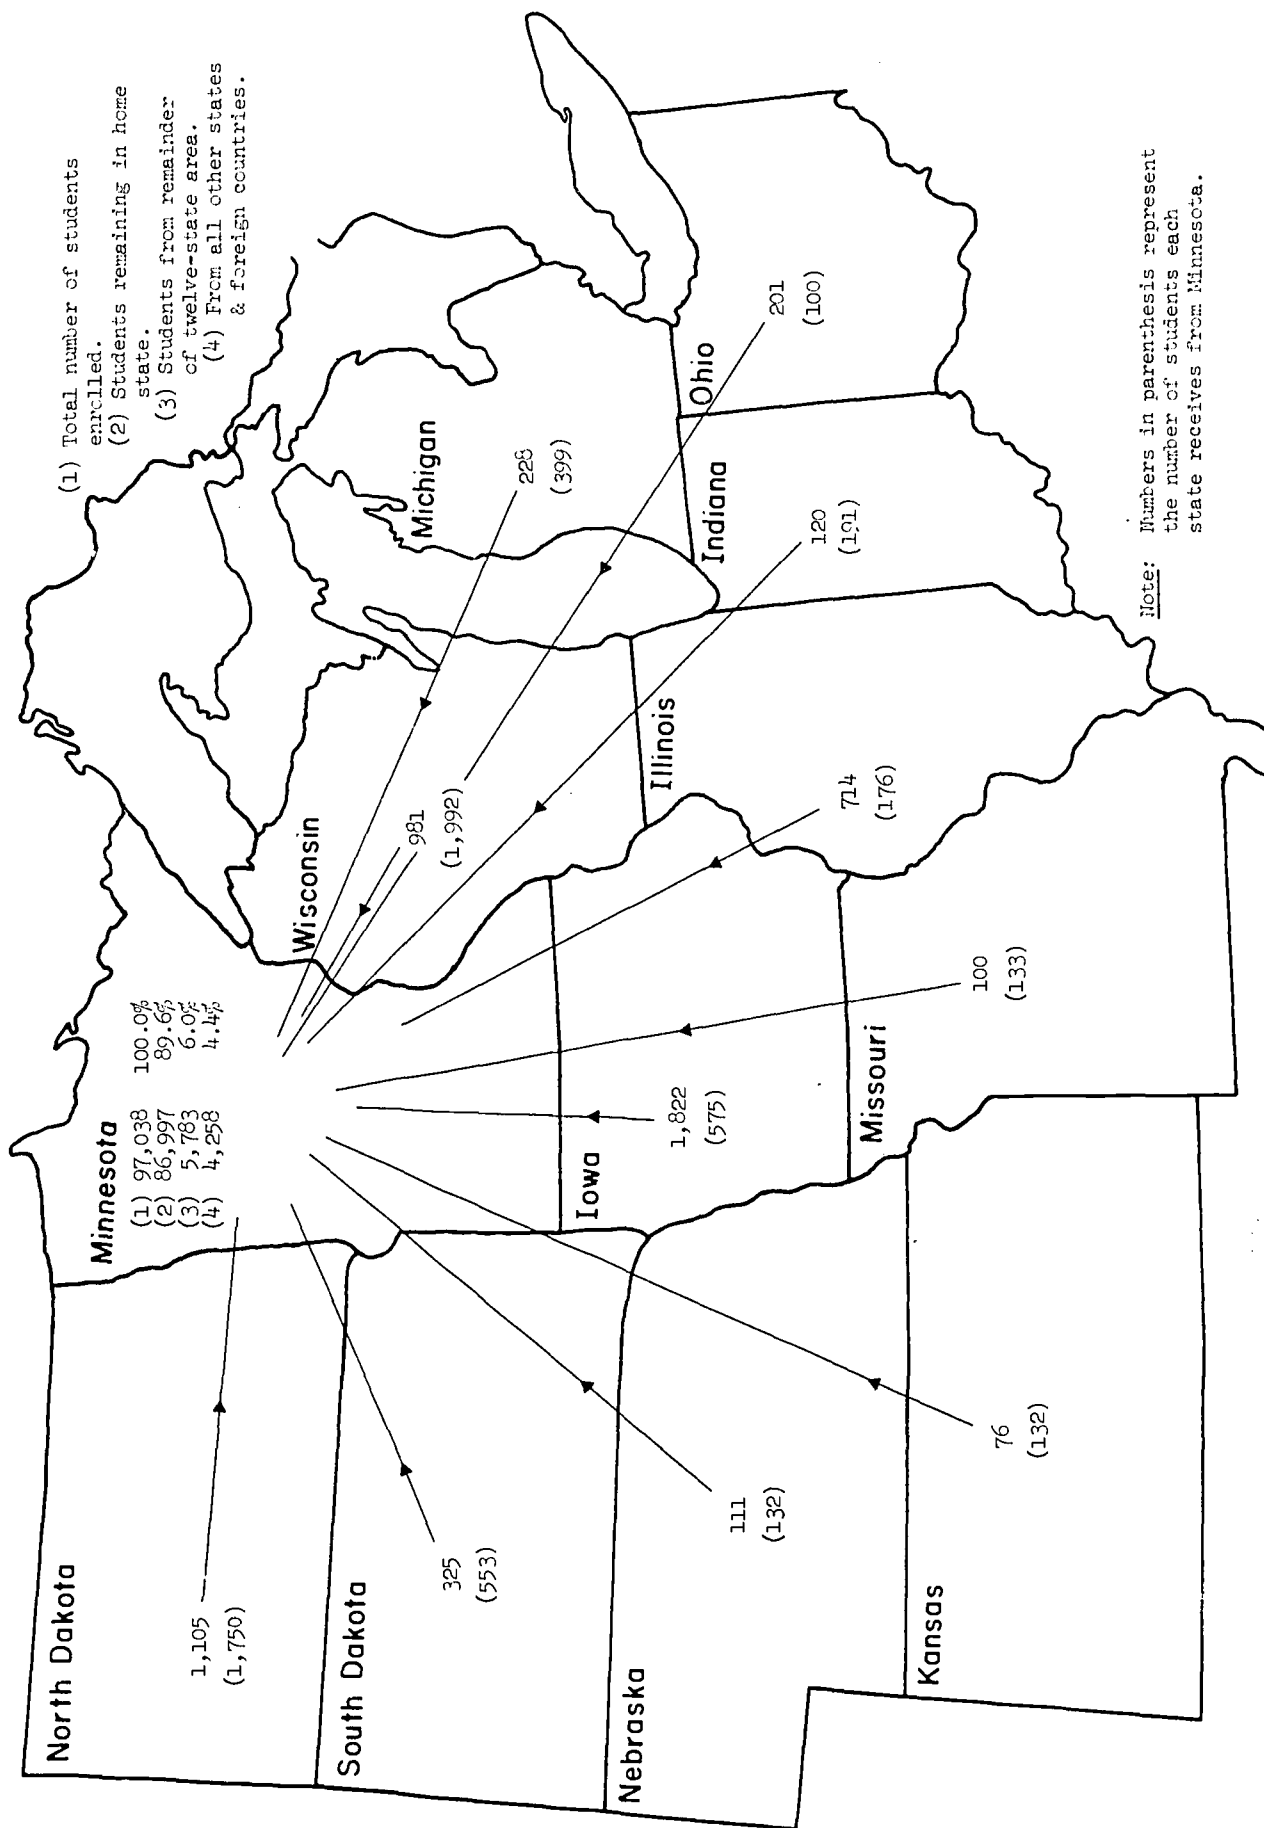 (1) Total number of students
enrolled.
(2) Students remaining in home
state.
(3) Students from remainder
of twelve-state area.
(4) From all other states
& foreign countries.
North Dakota
1,105
(1,750)
South Dakota
325
(553)
Nebraska
111
(132)
Kansas
76
(132)
Minnesota
(1) 97,038 100.0%
(2) 86,997 89.6%
(3) 5,783 6.0%
(4) 4,258 4.4%
Iowa
1,822
(575)
Missouri
100
(133)
Wisconsin
981
(1,992)
Illinois
714
(176)
Michigan
228
(399)
Indiana
120
(191)
Ohio
201
(100)
Note: Numbers in parenthesis represent
the number of students each
state receives from Minnesota.